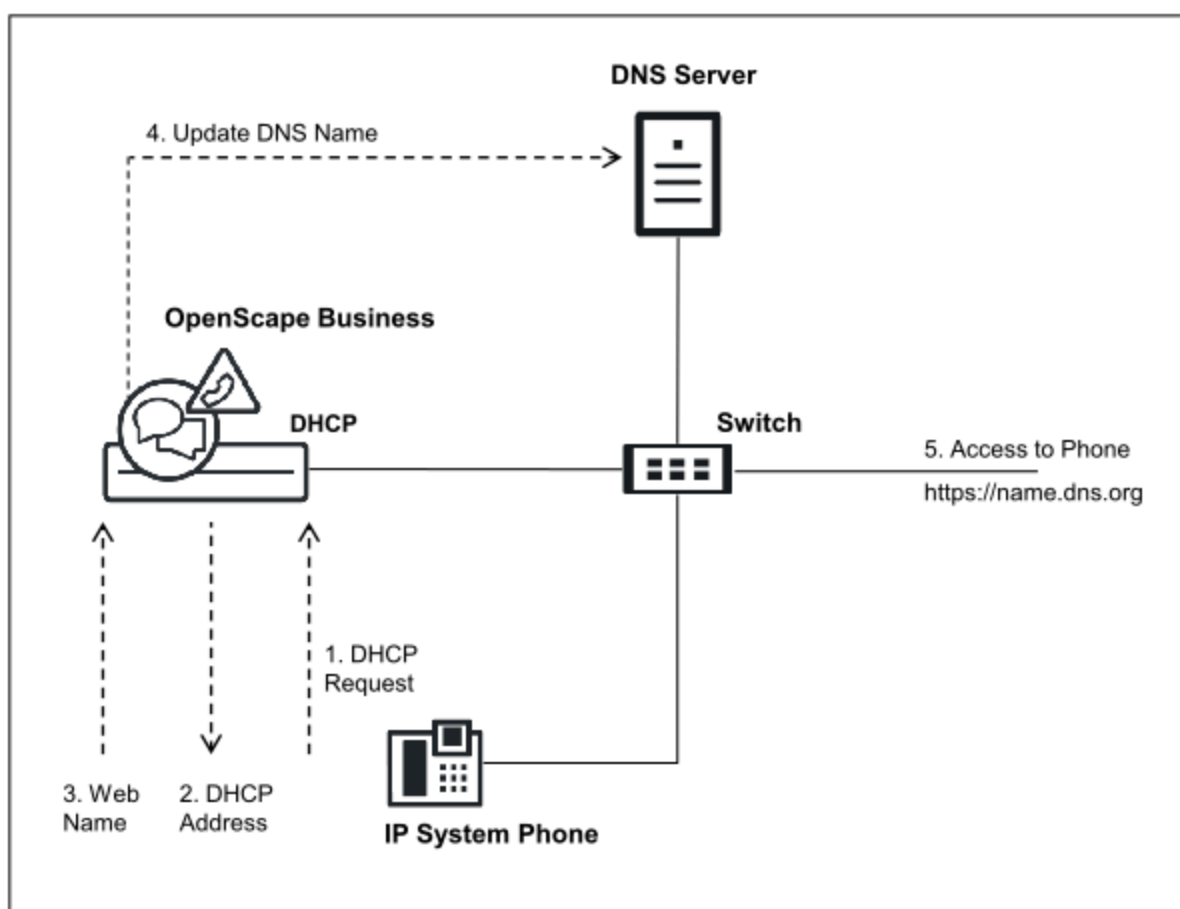 DNS Server
4. Update DNS Name
OpenScape Business
DHCP
Switch
5. Access to Phone
https://name.dns.org
1. DHCP
Request
3. Web
Name
2. DHCP
Address
IP System Phone